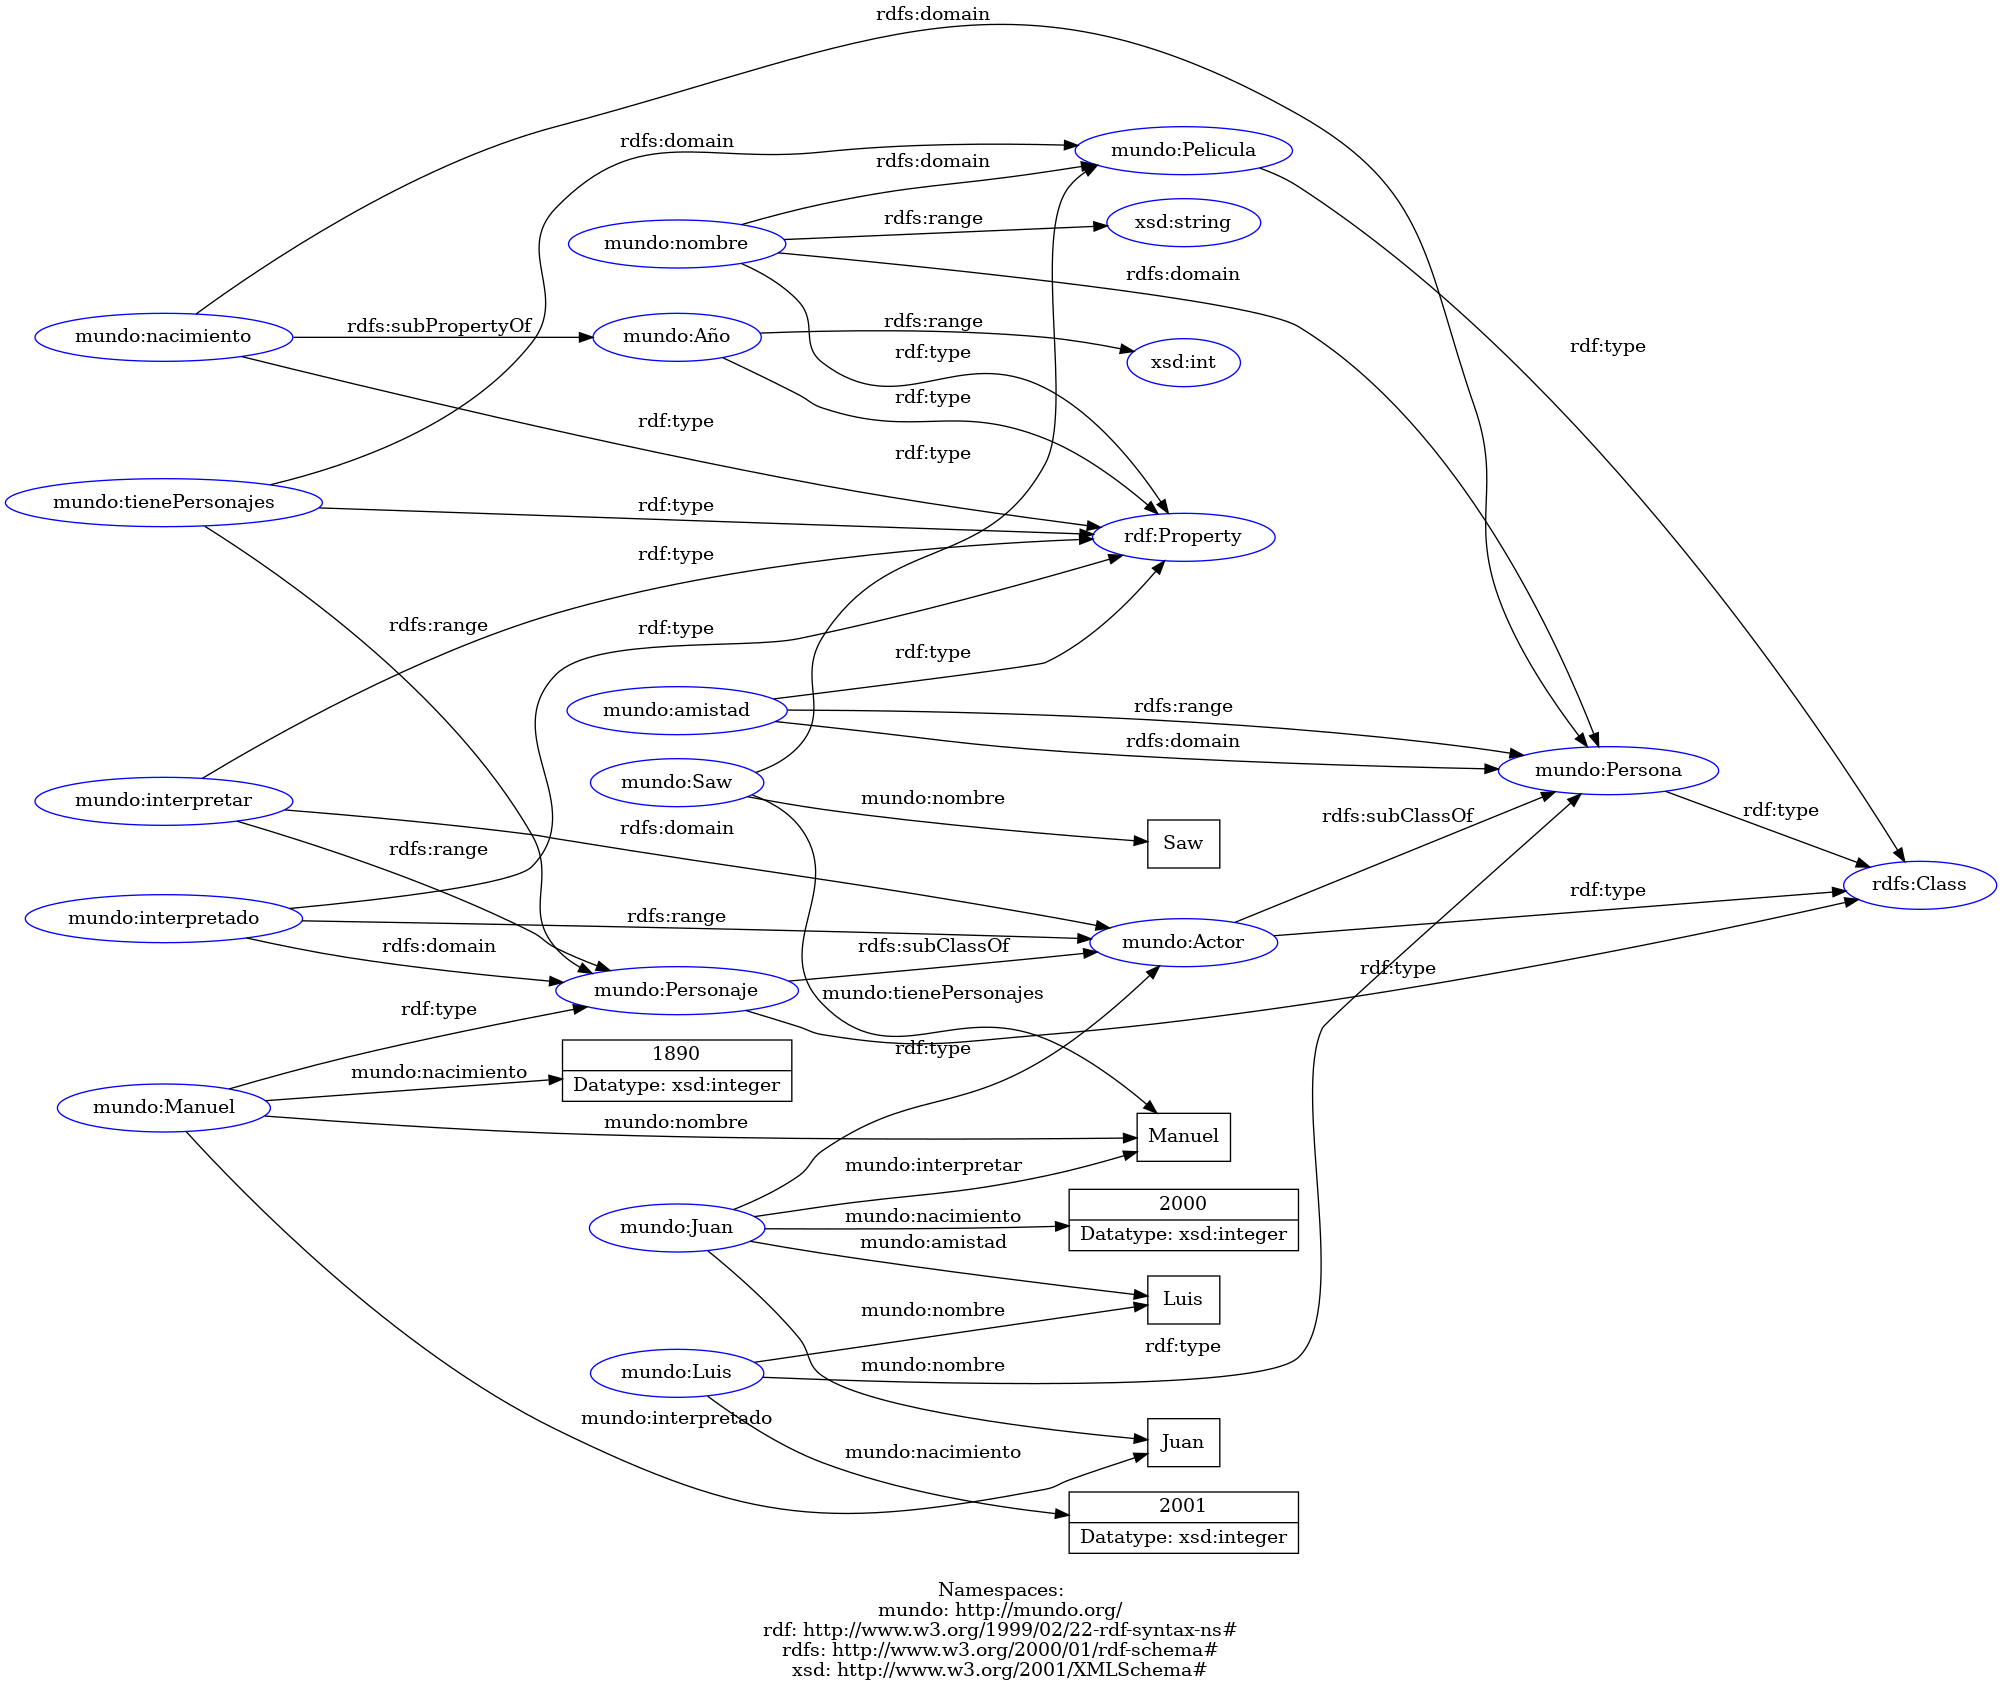 rdfs:domain
rdfs:domain
rdfs:domain
mundo:Pelicula
rdfs:range
xsd:string
mundo:nombre
rdfs:domain
mundo:nacimiento
rdfs:subPropertyOf
mundo:Año
rdfs:range
xsd:int
rdf:type
rdf:type
rdf:type
rdf:type
rdf:type
mundo:tienePersonajes
rdf:type
rdf:type
rdf:Property
rdfs:range
rdf:type
rdf:type
mundo:amistad
rdfs:range
rdfs:domain
mundo:Persona
mundo:Saw
mundo:nombre
Saw
mundo:interpretar
rdfs:domain
rdfs:range
rdfs:subClassOf
rdf:type
rdfs:Class
rdf:type
mundo:interpretado
rdfs:range
rdfs:domain
rdfs:subClassOf
mundo:Actor
rdf:type
mundo:Personaje
mundo:tienePersonajes
rdf:type
rdf:type
1890
Datatype: xsd:integer
mundo:nacimiento
mundo:Manuel
mundo:nombre
Manuel
mundo:interpretar
2000
Datatype: xsd:integer
mundo:nacimiento
mundo:Juan
mundo:amistad
Luis
mundo:nombre
rdf:type
mundo:Luis
mundo:nombre
mundo:interpretado
Juan
mundo:nacimiento
2001
Datatype: xsd:integer
Namespaces:
mundo: http://mundo.org/
rdf: http://www.w3.org/1999/02/22-rdf-syntax-ns#
rdfs: http://www.w3.org/2000/01/rdf-schema#
xsd: http://www.w3.org/2001/XMLSchema#